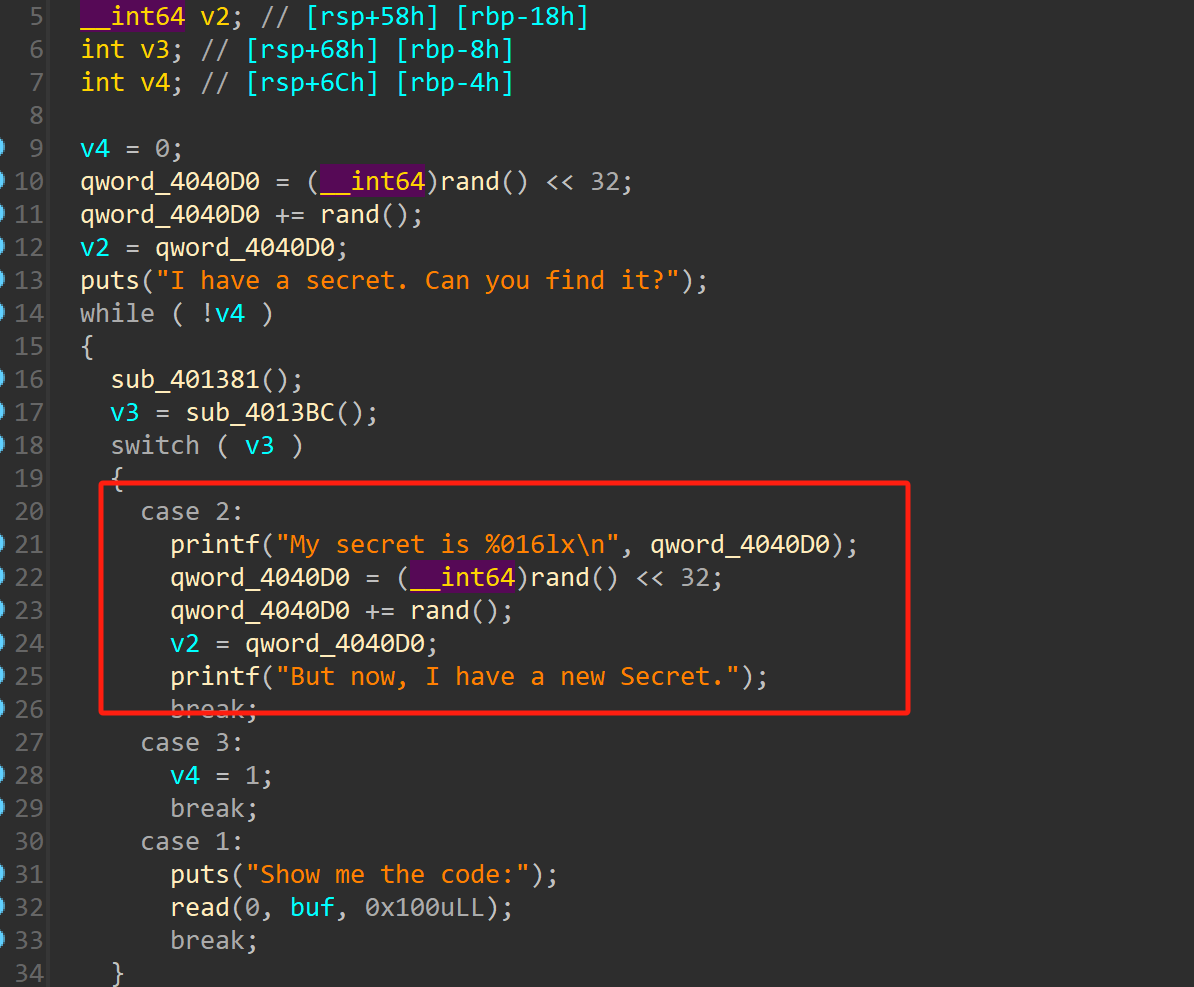 5 __int64 v2; // [rsp+58h] [rbp-18h]
6 int v3; // [rsp+68h] [rbp-8h]
7 int v4; // [rsp+6Ch] [rbp-4h]
8
9 v4 = 0;
10 qword_4040D0 = (__int64)rand() << 32;
11 qword_4040D0 += rand();
12 v2 = qword_4040D0;
13 puts("I have a secret. Can you find it?");
14 while ( !v4 )
15 {
16 sub_401381();
17 v3 = sub_4013BC();
18 switch ( v3 )
19 {
20 case 2:
21 printf("My secret is %016lx\n", qword_4040D0);
22 qword_4040D0 = (__int64)rand() << 32;
23 qword_4040D0 += rand();
24 v2 = qword_4040D0;
25 printf("But now, I have a new Secret.");
26 break;
27 case 3:
28 v4 = 1;
29 break;
30 case 1:
31 puts("Show me the code:");
32 read(0, buf, 0x100uLL);
33 break;
34 }